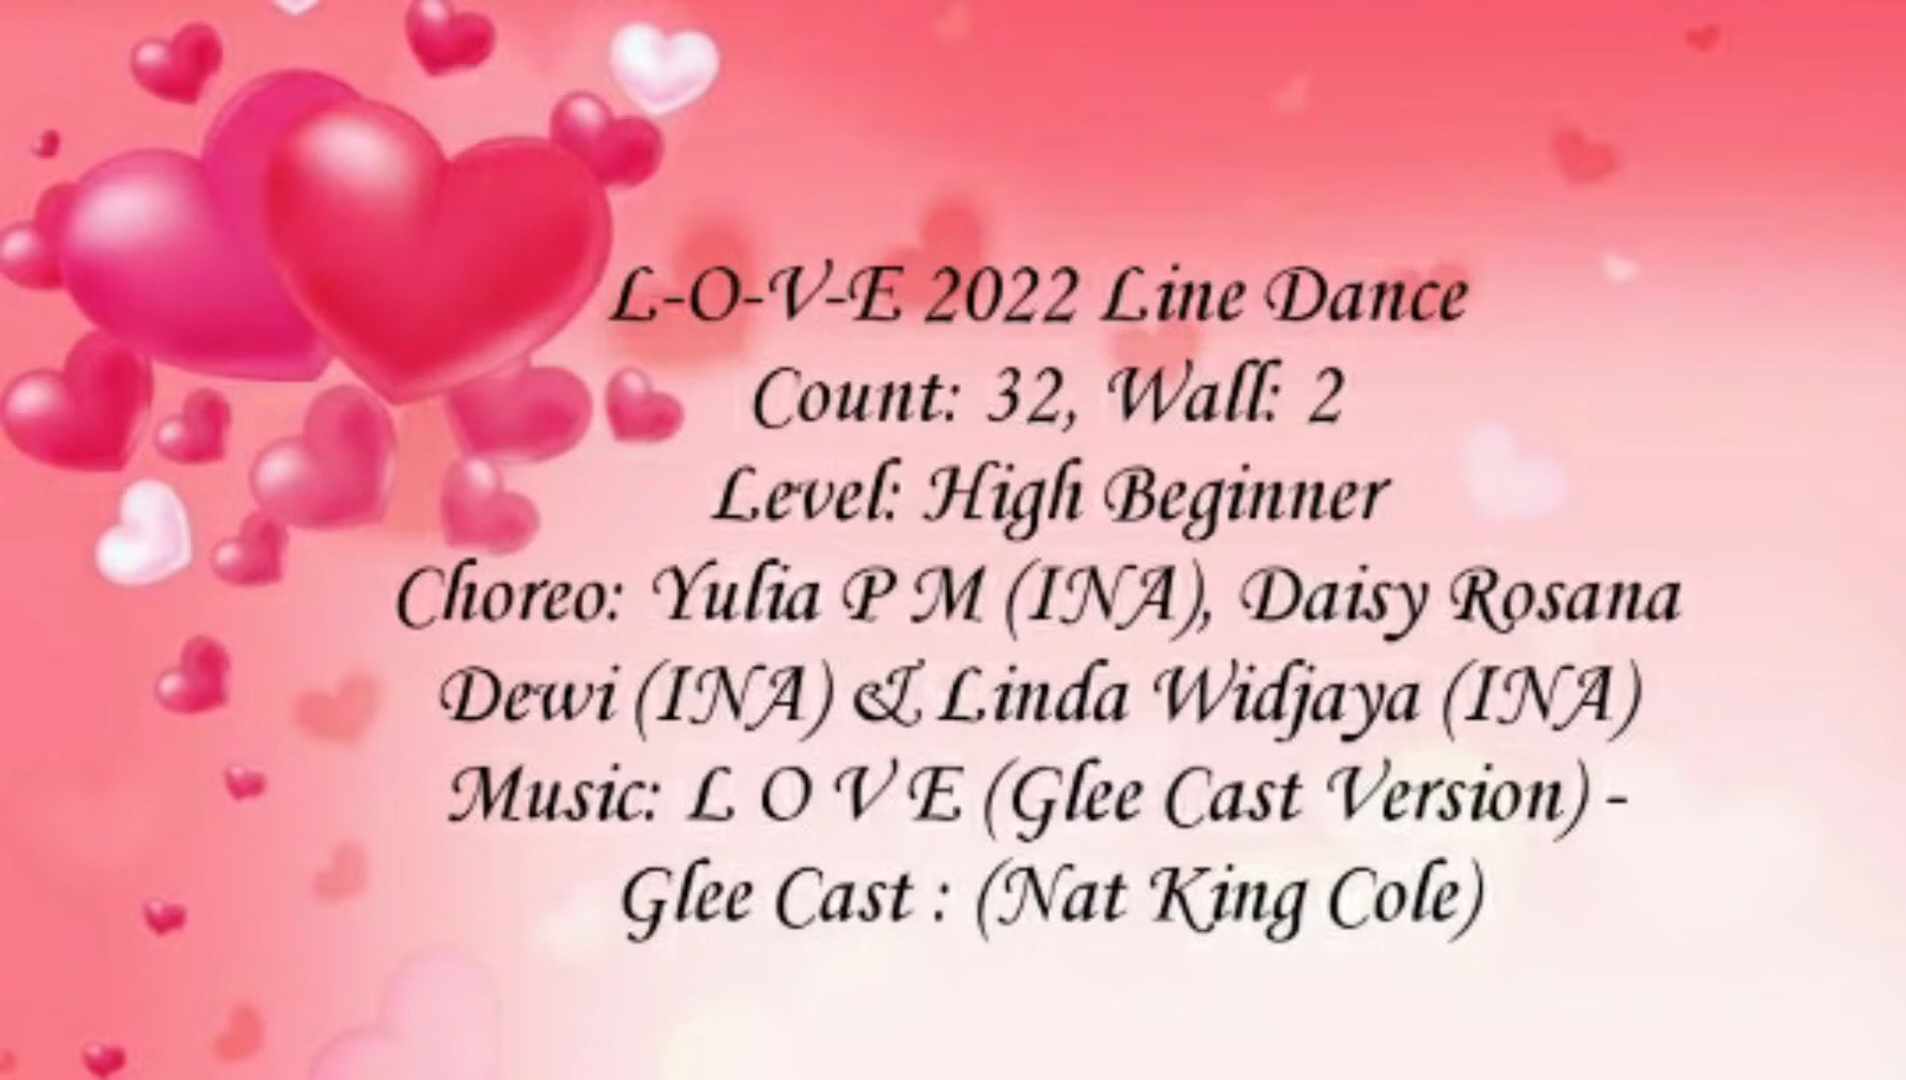 L-O-V-E 2022 Line Dance
Count: 32, Wall: 2
Level: High Beginner
Choreo: Yulia P M (INA), Daisy Rosana
Dewi (INA) & Linda Widjaya (INA)
Music: L O V E (Glee Cast Version) -
Glee Cast : (Nat King Cole)